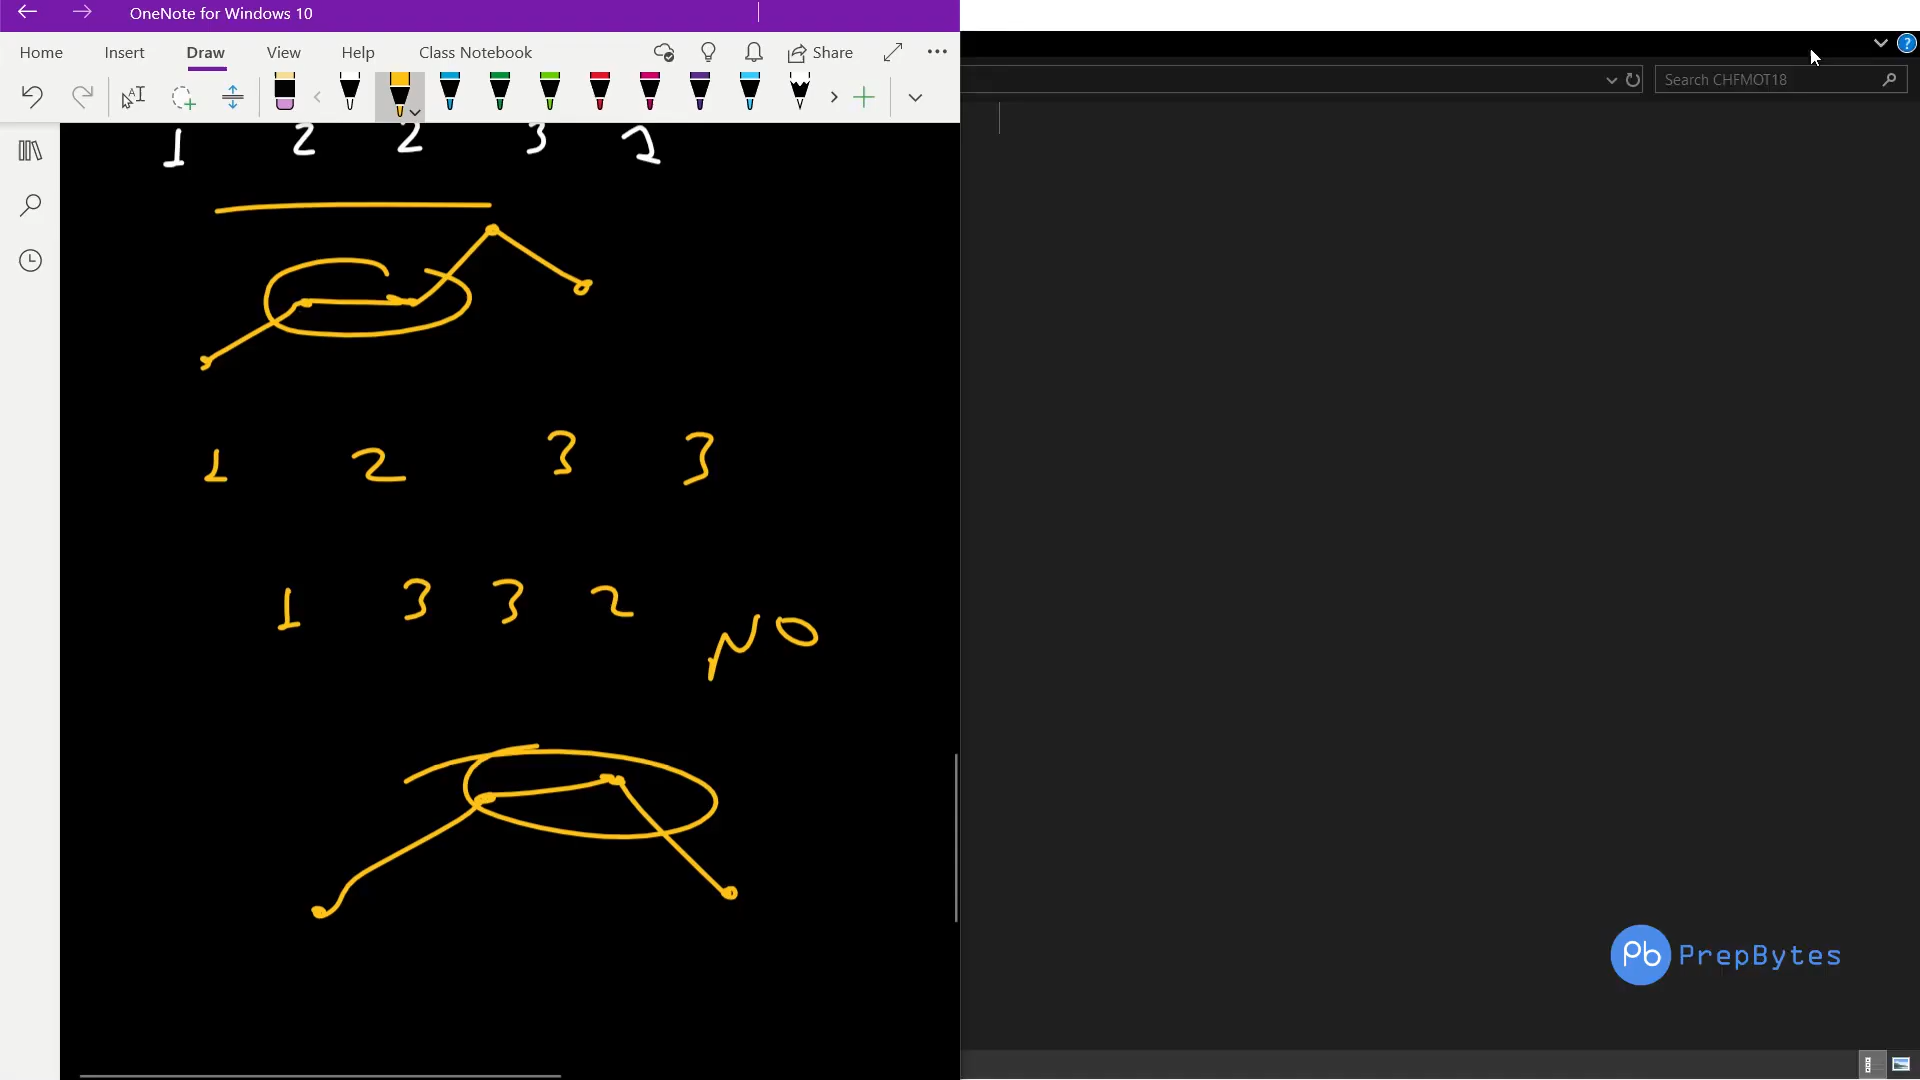 OneNote for Windows 10
Home Insert Draw View Help Class Notebook Share
Search CHFMOT18
1 2 2 3 2
1 2 3 3
1 3 3 2
NO
Pb PrepBytes